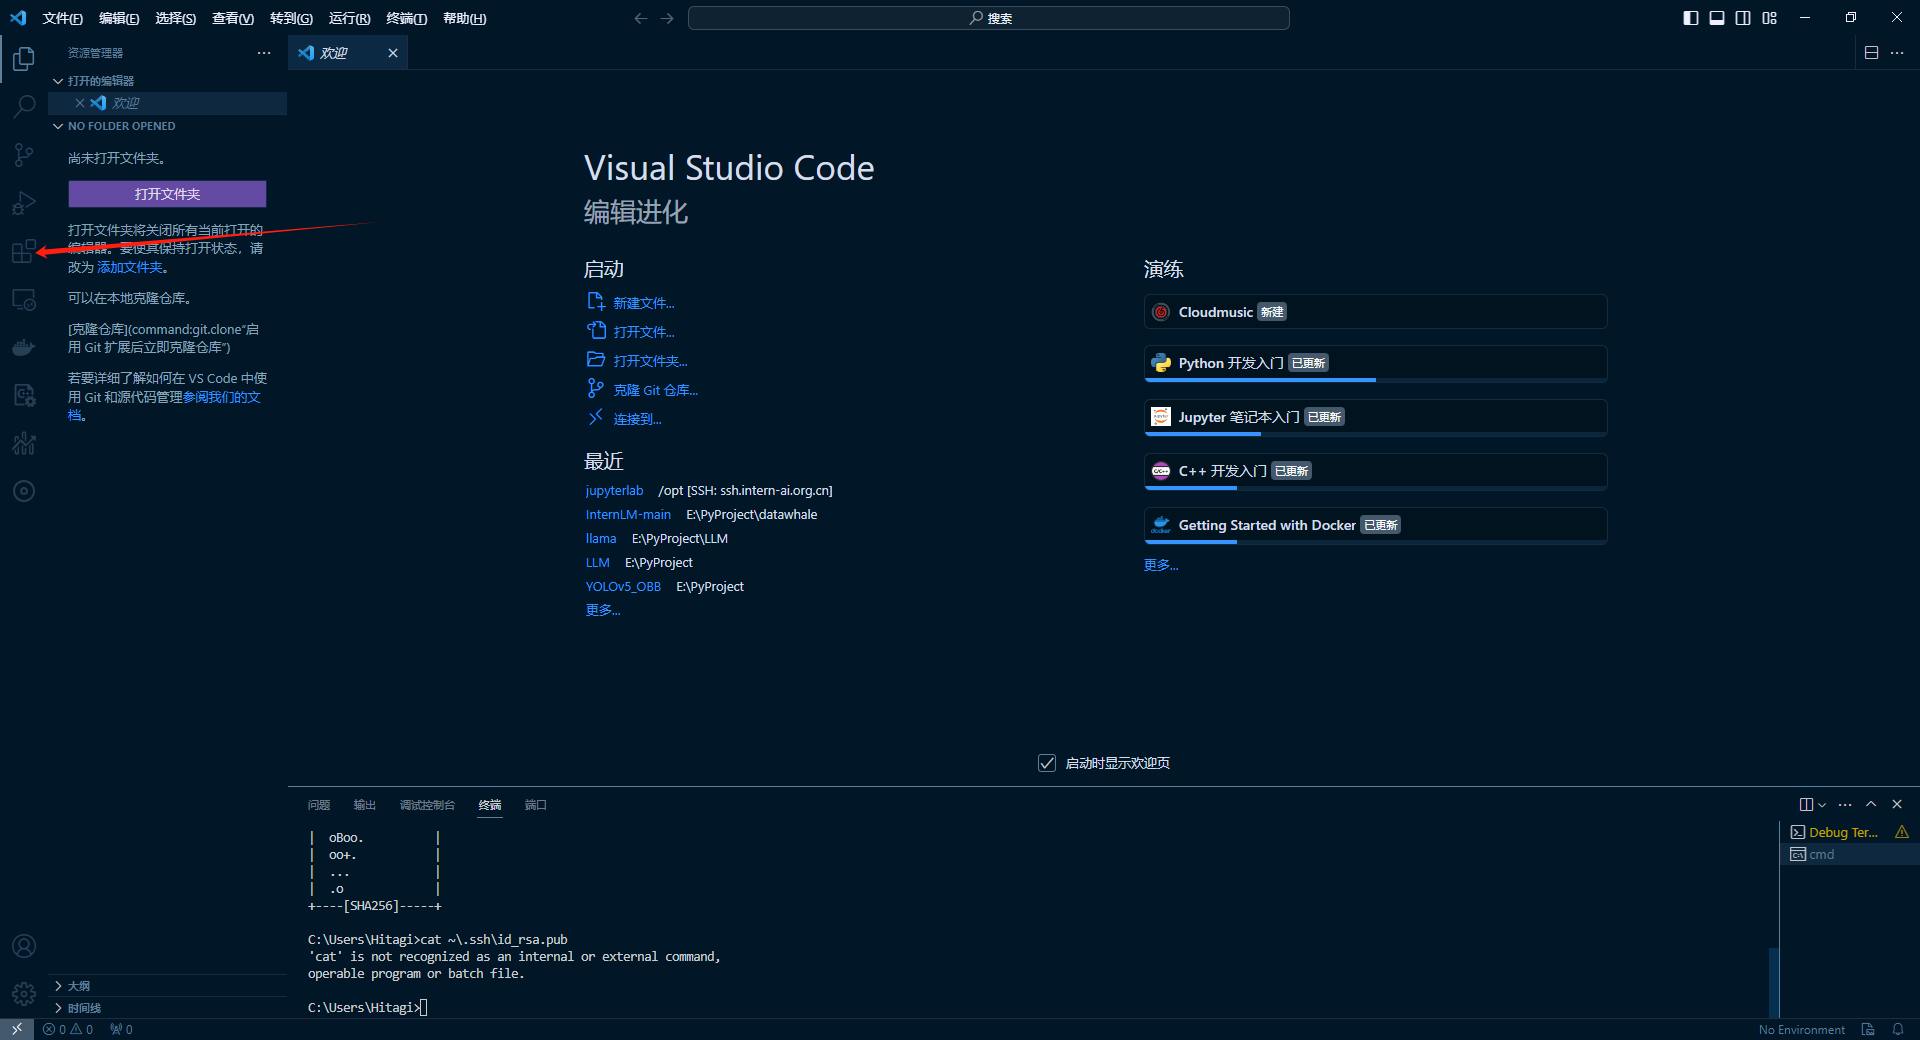 文件(F) 编辑(E) 选择(S) 查看(V) 转到(G) 运行(R) 终端(T) 帮助(H)
搜索
资源管理器
欢迎
打开的编辑器
欢迎
NO FOLDER OPENED
尚未打开文件夹。
打开文件夹
打开文件夹将关闭所有当前打开的
编辑器。要使其保持打开状态，请
改为 添加文件夹。
可以在本地克隆仓库。
[克隆仓库](command:git.clone“启
用 Git 扩展后立即克隆仓库”)
若要详细了解如何在 VS Code 中使
用 Git 和源代码管理参阅我们的文
档。
大纲
时间线
Visual Studio Code
编辑进化
启动
新建文件...
打开文件...
打开文件夹...
克隆 Git 仓库...
连接到...
最近
jupyterlab /opt [SSH: ssh.intern-ai.org.cn]
InternLM-main E:\PyProject\datawhale
llama E:\PyProject\LLM
LLM E:\PyProject
YOLOv5_OBB E:\PyProject
更多...
演练
Cloudmusic 新建
Python 开发入门 已更新
Jupyter 笔记本入门 已更新
C++ 开发入门 已更新
Getting Started with Docker 已更新
更多...
启动时显示欢迎页
问题 输出 调试控制台 终端 端口
| oBoo. |
| oo+. |
| ... |
| .o |
+----[SHA256]-----+
C:\Users\Hitagi>cat ~\.ssh\id_rsa.pub
'cat' is not recognized as an internal or external command,
operable program or batch file.
C:\Users\Hitagi>
Debug Ter...
cmd
0 0 0
No Environment